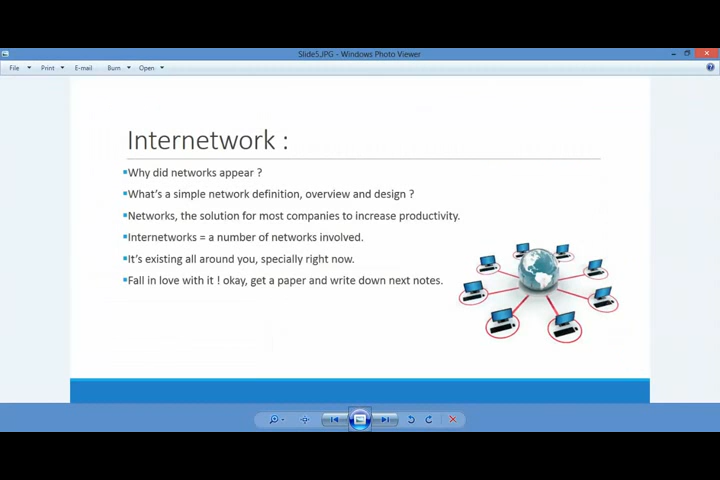 Slide5.JPG - Windows Photo Viewer
File Print E-mail Burn Open
Internetwork :
Why did networks appear ?
What's a simple network definition, overview and design ?
Networks, the solution for most companies to increase productivity.
Internetworks = a number of networks involved.
It's existing all around you, specially right now.
Fall in love with it ! okay, get a paper and write down next notes.